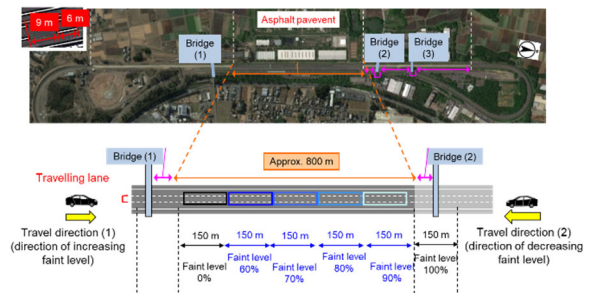 Asphalt pavevent
9 m
6 m
Bridge
(1)
Bridge
(2)
Bridge
(3)
Bridge (1)
Approx. 800 m
Bridge (2)
Travelling lane
Travel direction (1)
(direction of increasing
faint level)
Travel direction (2)
(direction of decreasing
faint level)
150 m
150 m
150 m
150 m
150 m
150 m
Faint level
0%
Faint level
60%
Faint level
70%
Faint level
80%
Faint level
90%
Faint level
100%